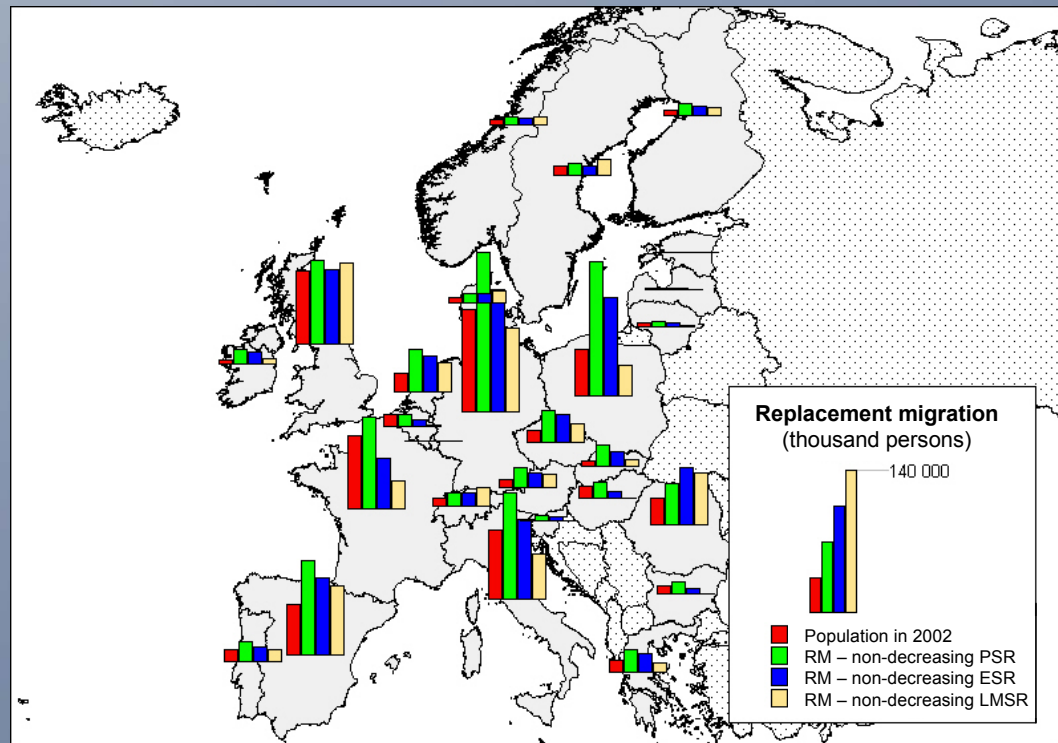 Replacement migration
(thousand persons)
140 000
Population in 2002
RM – non-decreasing PSR
RM – non-decreasing ESR
RM – non-decreasing LMSR